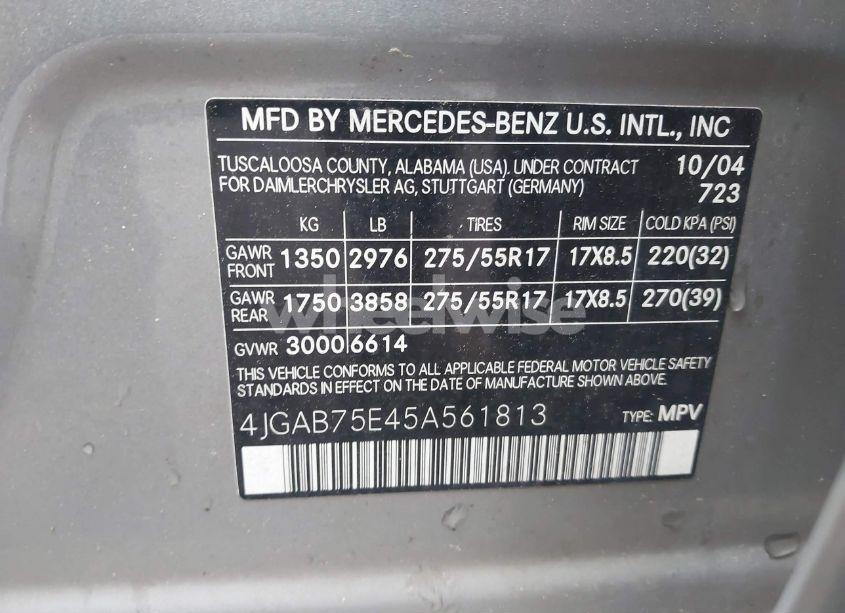 MFD BY MERCEDES-BENZ U.S. INTL., INC
TUSCALOOSA COUNTY, ALABAMA (USA). UNDER CONTRACT 10/04
FOR DAIMLERCHRYSLER AG, STUTTGART (GERMANY) 723
KG LB TIRES RIM SIZE COLD KPA (PSI)
GAWR FRONT 1350 2976 275/55R17 17X8.5 220(32)
GAWR REAR 1750 3858 275/55R17 17X8.5 270(39)
wheelwise
GVWR 3000 6614
THIS VEHICLE CONFORMS TO ALL APPLICABLE FEDERAL MOTOR VEHICLE SAFETY
STANDARDS IN EFFECT ON THE DATE OF MANUFACTURE SHOWN ABOVE.
4JGAB75E45A561813 TYPE: MPV